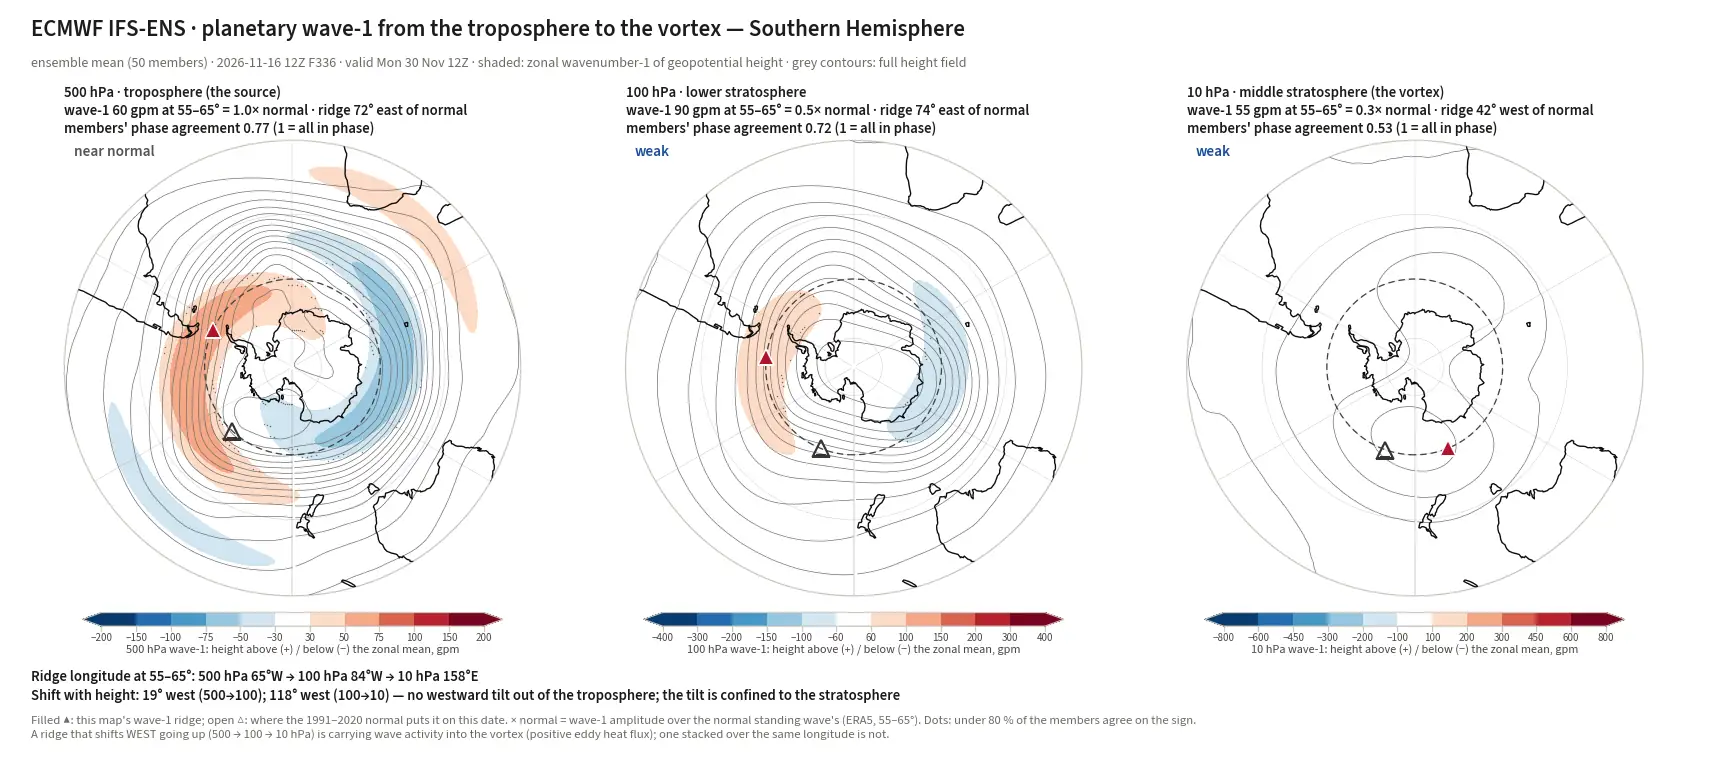 ECMWF IFS-ENS · planetary wave-1 from the troposphere to the vortex — Southern Hemisphere
ensemble mean (50 members) · 2026-11-16 12Z F336 · valid Mon 30 Nov 12Z · shaded: zonal wavenumber-1 of geopotential height · grey contours: full height field
500 hPa · troposphere (the source)
wave-1 60 gpm at 55–65° = 1.0× normal · ridge 72° east of normal
members' phase agreement 0.77 (1 = all in phase)
near normal
100 hPa · lower stratosphere
wave-1 90 gpm at 55–65° = 0.5× normal · ridge 74° east of normal
members' phase agreement 0.72 (1 = all in phase)
weak
10 hPa · middle stratosphere (the vortex)
wave-1 55 gpm at 55–65° = 0.3× normal · ridge 42° west of normal
members' phase agreement 0.53 (1 = all in phase)
weak
−200 −150 −100 −75 −50 −30 30 50 75 100 150 200
500 hPa wave-1: height above (+) / below (−) the zonal mean, gpm
−400 −300 −200 −150 −100 −60 60 100 150 200 300 400
100 hPa wave-1: height above (+) / below (−) the zonal mean, gpm
−800 −600 −450 −300 −200 −100 100 200 300 450 600 800
10 hPa wave-1: height above (+) / below (−) the zonal mean, gpm
Ridge longitude at 55–65°: 500 hPa 65°W → 100 hPa 84°W → 10 hPa 158°E
Shift with height: 19° west (500→100); 118° west (100→10) — no westward tilt out of the troposphere; the tilt is confined to the stratosphere
Filled ▲: this map's wave-1 ridge; open △: where the 1991–2020 normal puts it on this date. × normal = wave-1 amplitude over the normal standing wave's (ERA5, 55–65°). Dots: under 80 % of the members agree on the sign.
A ridge that shifts WEST going up (500 → 100 → 10 hPa) is carrying wave activity into the vortex (positive eddy heat flux); one stacked over the same longitude is not.